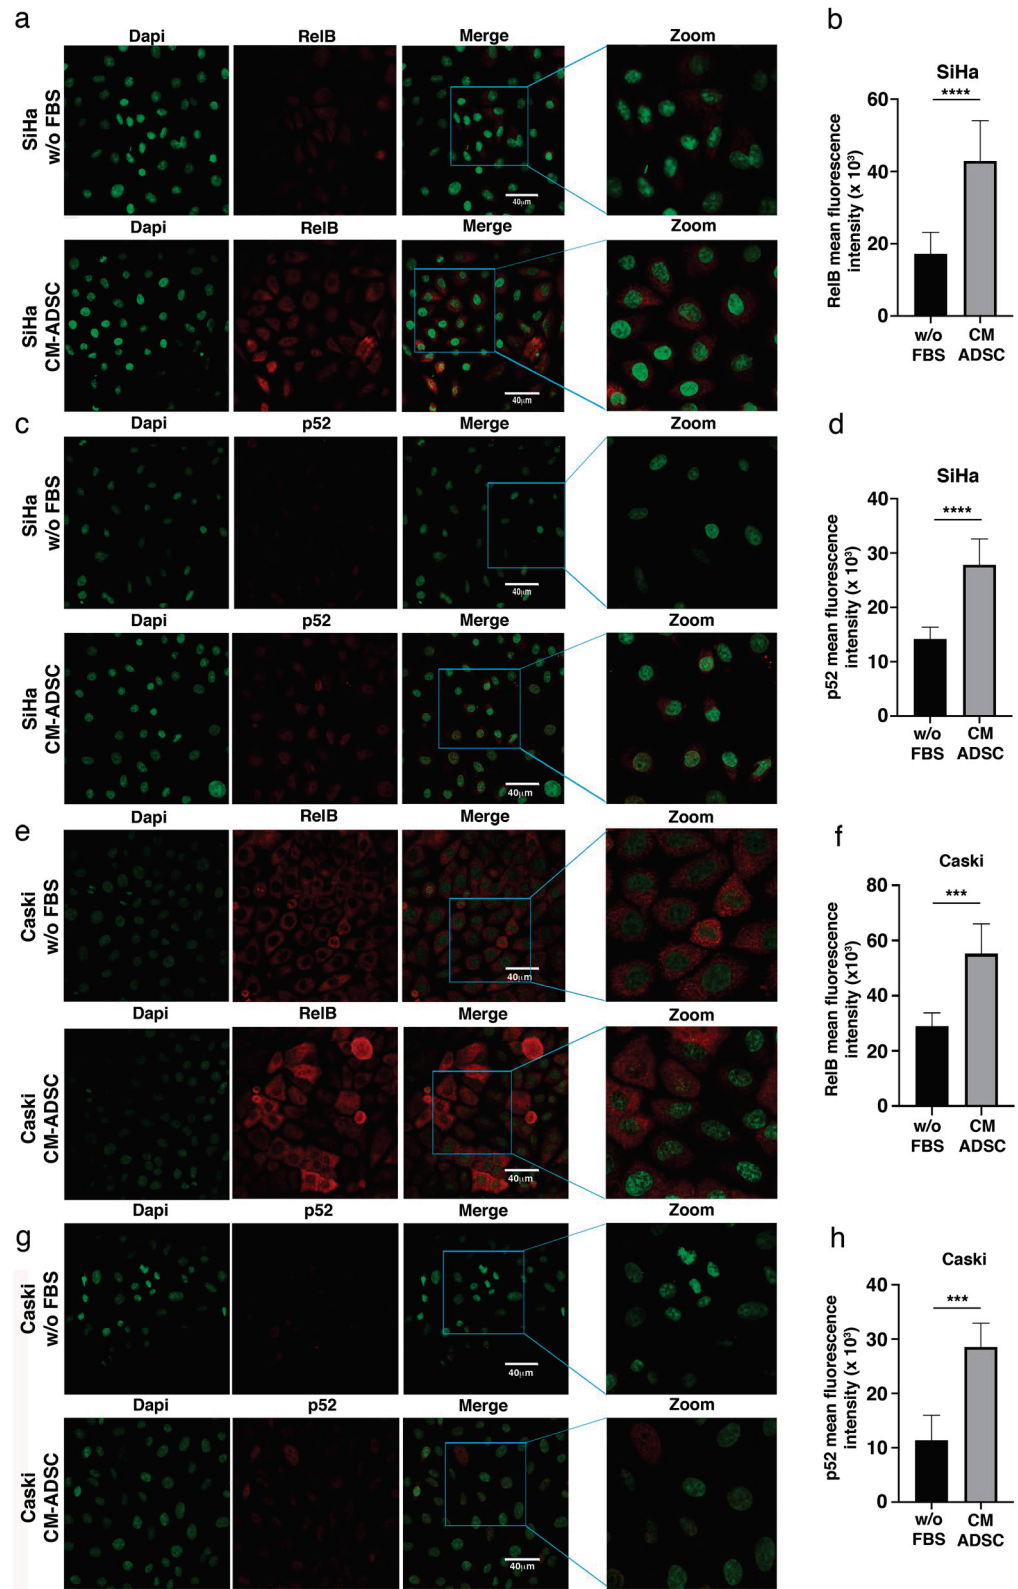 a
Dapi RelB Merge Zoom
SiHa
w/o FBS
40μm
Dapi RelB Merge Zoom
SiHa
CM-ADSC
40μm
b
SiHa
****
RelB mean fluorescence
intensity (x 10³)
60
40
20
0
w/o
FBS
CM
ADSC
c
Dapi p52 Merge Zoom
SiHa
w/o FBS
40μm
Dapi p52 Merge Zoom
SiHa
CM-ADSC
40μm
d
SiHa
****
p52 mean fluorescence
intensity (x 10³)
40
30
20
10
0
w/o
FBS
CM
ADSC
e
Dapi RelB Merge Zoom
Caski
w/o FBS
40μm
Dapi RelB Merge Zoom
Caski
CM-ADSC
40μm
f
Caski
***
RelB mean fluorescence
intensity (x10³)
80
60
40
20
0
w/o
FBS
CM
ADSC
g
Dapi p52 Merge Zoom
Caski
w/o FBS
40μm
Dapi p52 Merge Zoom
Caski
CM-ADSC
40μm
h
Caski
***
p52 mean fluorescence
intensity (x 10³)
40
30
20
10
0
w/o
FBS
CM
ADSC